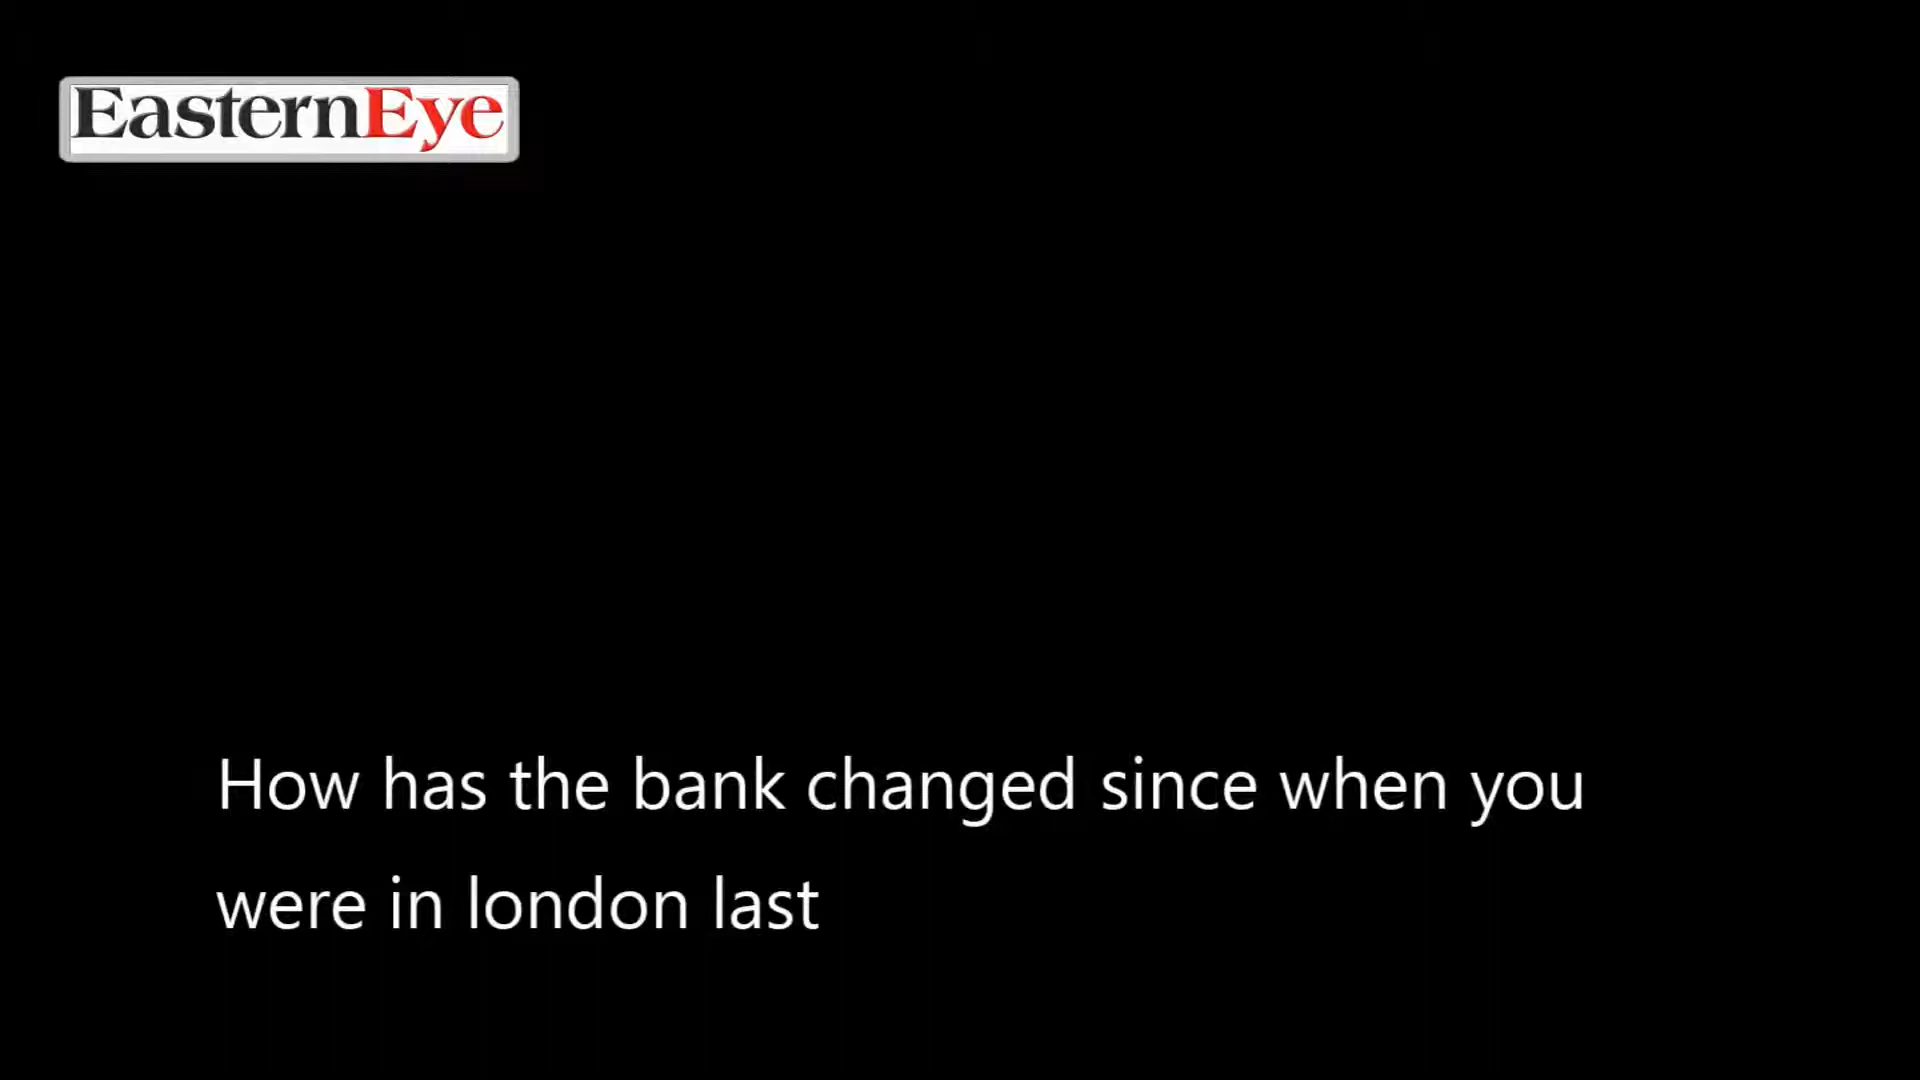 EasternEye
How has the bank changed since when you
were in london last